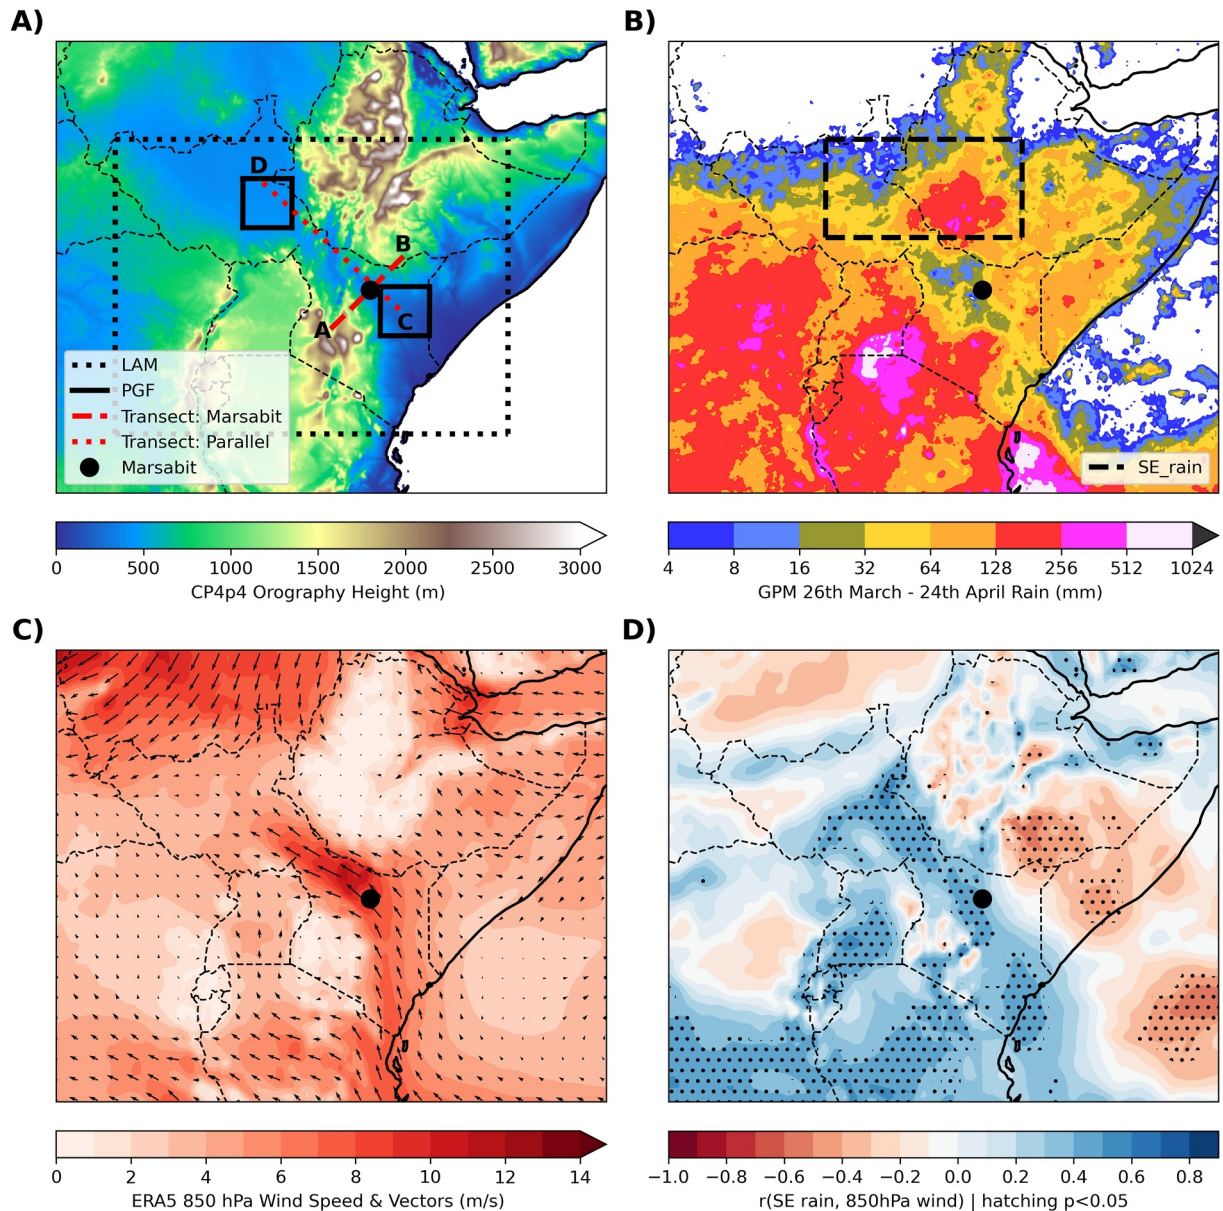 A)
B)
D
B
A
C
LAM
PGF
Transect: Marsabit
Transect: Parallel
Marsabit
SE_rain
0 500 1000 1500 2000 2500 3000
CP4p4 Orography Height (m)
4 8 16 32 64 128 256 512 1024
GPM 26th March - 24th April Rain (mm)
C)
D)
0 2 4 6 8 10 12 14
ERA5 850 hPa Wind Speed & Vectors (m/s)
−1.0 −0.8 −0.6 −0.4 −0.2 0.0 0.2 0.4 0.6 0.8
r(SE rain, 850hPa wind) | hatching p<0.05